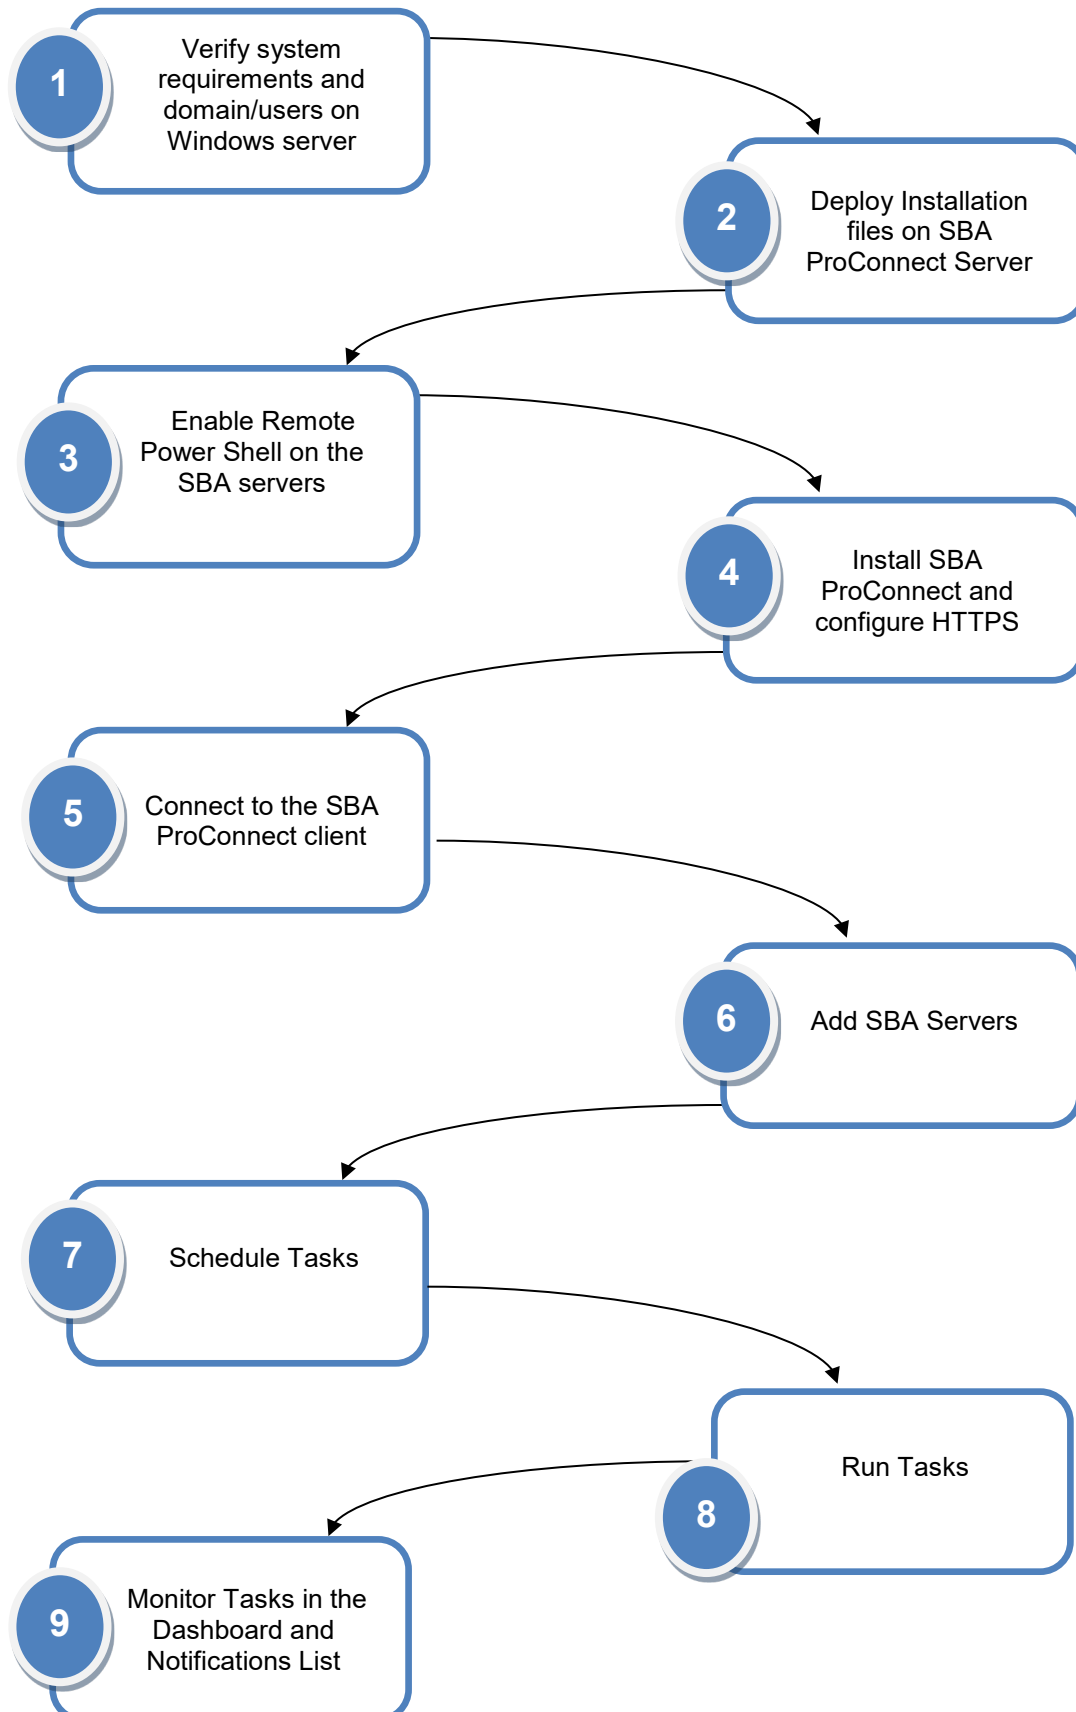 1
Verify system
requirements and
domain/users on
Windows server
2
Deploy Installation
files on SBA
ProConnect Server
3
Enable Remote
Power Shell on the
SBA servers
4
Install SBA
ProConnect and
configure HTTPS
5
Connect to the SBA
ProConnect client
6
Add SBA Servers
7
Schedule Tasks
8
Run Tasks
9
Monitor Tasks in the
Dashboard and
Notifications List